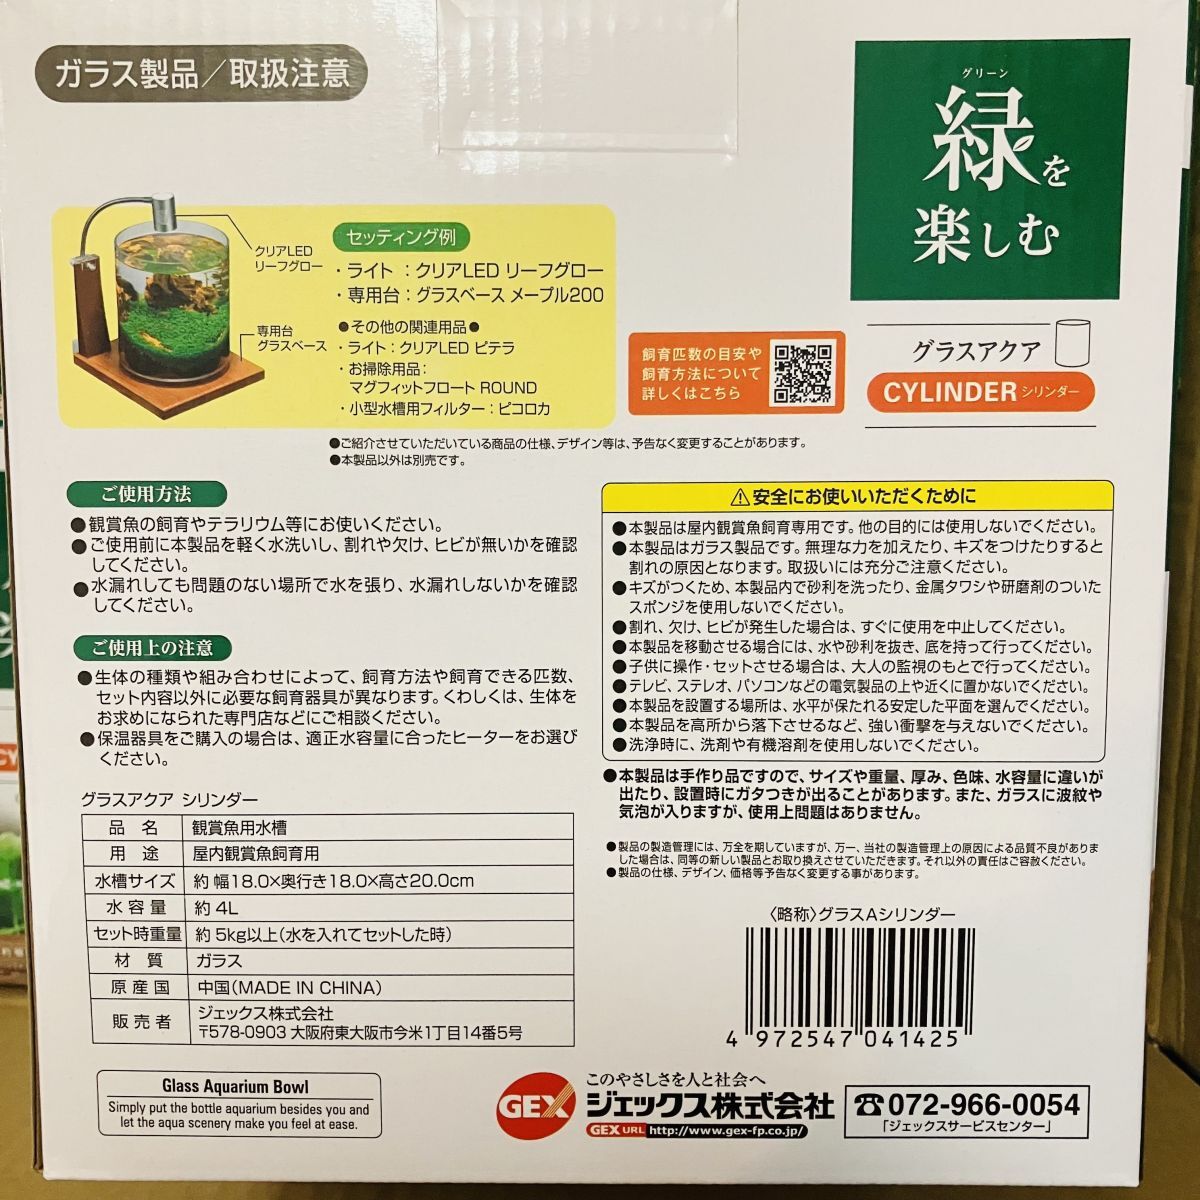 ガラス製品／取扱注意
グリーン
緑を
楽しむ
クリアLED
リーフグロー
専用台
グラスベース
セッティング例
・ライト：クリアLED リーフグロー
・専用台：グラスベース メープル200
●その他の関連用品●
・ライト：クリアLED ピテラ
・お掃除用品：
マグフィットフロート ROUND
・小型水槽用フィルター：ピコロカ
飼育匹数の目安や
飼育方法について
詳しくはこちら
グラスアクア
CYLINDER シリンダー
●ご紹介させていただいている商品の仕様、デザイン等は、予告なく変更することがあります。
●本製品以外は別売です。
ご使用方法
●観賞魚の飼育やテラリウム等にお使いください。
●ご使用前に本製品を軽く水洗いし、割れや欠け、ヒビが無いかを確認
してください。
●水漏れしても問題のない場所で水を張り、水漏れしないかを確認
してください。
ご使用上の注意
●生体の種類や組み合わせによって、飼育方法や飼育できる匹数、
セット内容以外に必要な飼育器具が異なります。くわしくは、生体を
お求めになられた専門店などにご相談ください。
●保温器具をご購入の場合は、適正水容量に合ったヒーターをお選び
ください。
⚠安全にお使いいただくために
●本製品は屋内観賞魚飼育専用です。他の目的には使用しないでください。
●本製品はガラス製品です。無理な力を加えたり、キズをつけたりすると
割れの原因となります。取扱いには充分ご注意ください。
●キズがつくため、本製品内で砂利を洗ったり、金属タワシや研磨剤のついた
スポンジを使用しないでください。
●割れ、欠け、ヒビが発生した場合は、すぐに使用を中止してください。
●本製品を移動させる場合には、水や砂利を抜き、底を持って行ってください。
●子供に操作・セットさせる場合は、大人の監視のもとで行ってください。
●テレビ、ステレオ、パソコンなどの電気製品の上や近くに置かないでください。
●本製品を設置する場所は、水平が保たれる安定した平面を選んでください。
●本製品を高所から落下させるなど、強い衝撃を与えないでください。
●洗浄時に、洗剤や有機溶剤を使用しないでください。
●本製品は手作り品ですので、サイズや重量、厚み、色味、水容量に違いが
出たり、設置時にガタつきが出ることがあります。また、ガラスに波紋や
気泡が入りますが、使用上問題はありません。
●製品の製造管理には、万全を期していますが、万一、当社の製造管理上の原因による品質不良がありま
した場合は、同等の新しい製品とお取り換えさせていただきます。それ以外の責任はご容赦ください。
●製品の仕様、デザイン、価格等予告なく変更する事があります。
グラスアクア シリンダー
品 名 観賞魚用水槽
用 途 屋内観賞魚飼育用
水槽サイズ 約 幅18.0×奥行き18.0×高さ20.0cm
水 容 量 約 4L
セット時重量 約 5kg以上（水を入れてセットした時）
材 質 ガラス
原 産 国 中国（MADE IN CHINA）
販 売 者 ジェックス株式会社
〒578-0903 大阪府東大阪市今米1丁目14番5号
〈略称〉グラスAシリンダー
4 972547 041425
Glass Aquarium Bowl
Simply put the bottle aquarium besides you and
let the aqua scenery make you feel at ease.
GEX
このやさしさを人と社会へ
ジェックス株式会社
GEX URL http://www.gex-fp.co.jp/
☎072-966-0054
「ジェックスサービスセンター」